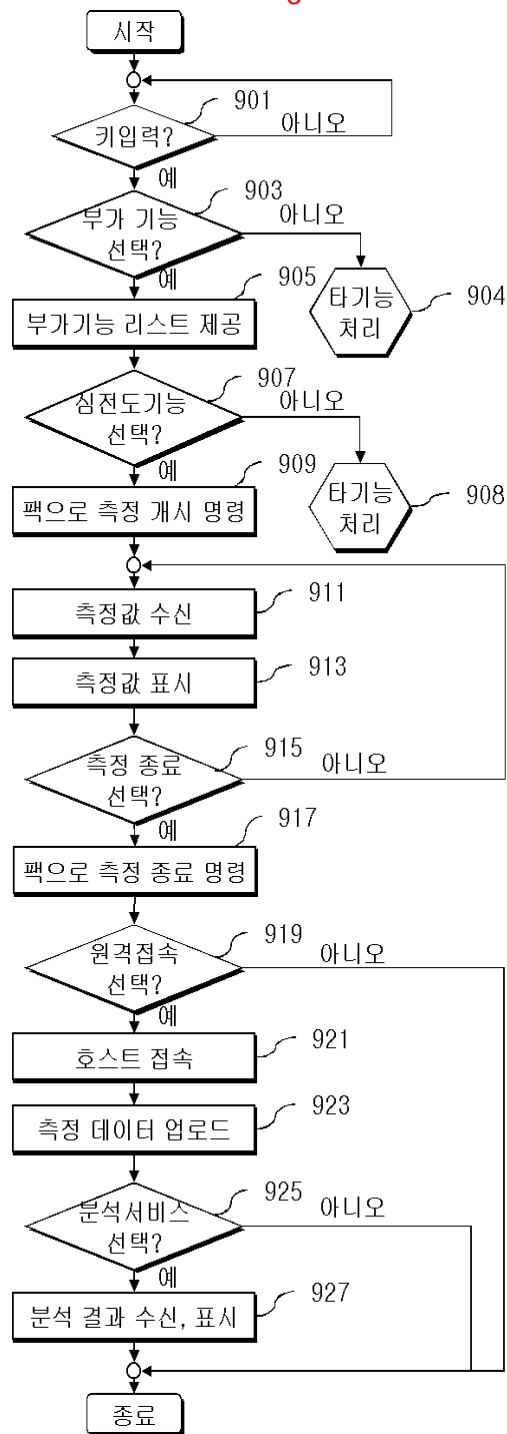 시작
901
키입력?
아니오
예
903
부가 기능
선택?
아니오
예
905
부가기능 리스트 제공
타기능
처리
904
907
심전도기능
선택?
아니오
예
909
팩으로 측정 개시 명령
타기능
처리
908
911
측정값 수신
913
측정값 표시
915
측정 종료
선택?
아니오
예
917
팩으로 측정 종료 명령
919
원격접속
선택?
아니오
예
921
호스트 접속
923
측정 데이터 업로드
925
분석서비스
선택?
아니오
예
927
분석 결과 수신, 표시
종료